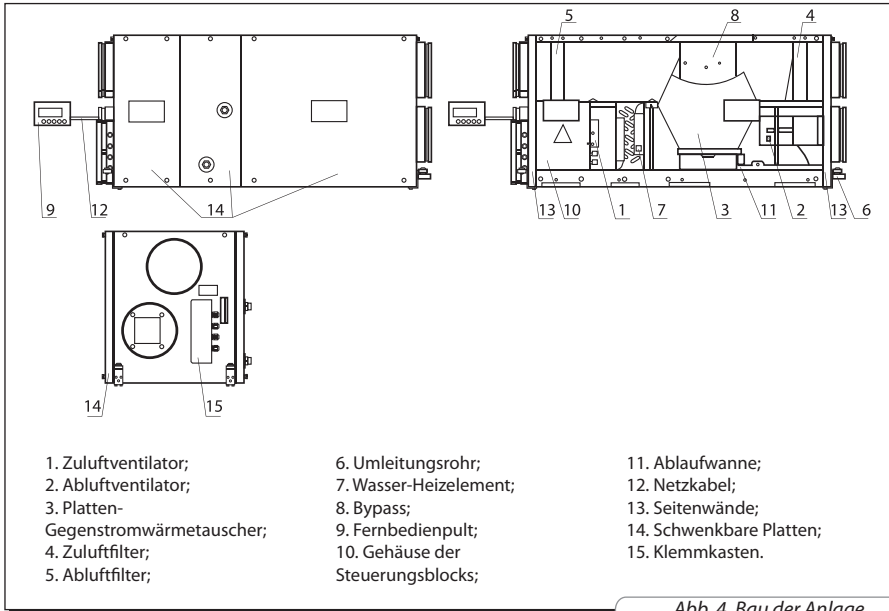 5
8
4
9
12
14
13
10
1
7
3
11
2
13
6
14
15
1. Zuluftventilator;
2. Abluftventilator;
3. Platten-
Gegenstromwärmetauscher;
4. Zuluftfilter;
5. Abluftfilter;
6. Umleitungsrohr;
7. Wasser-Heizelement;
8. Bypass;
9. Fernbedienpult;
10. Gehäuse der
Steuerungsblocks;
11. Ablaufwanne;
12. Netzkabel;
13. Seitenwände;
14. Schwenkbare Platten;
15. Klemmkasten.
Abb. 4. Bau der Anlage